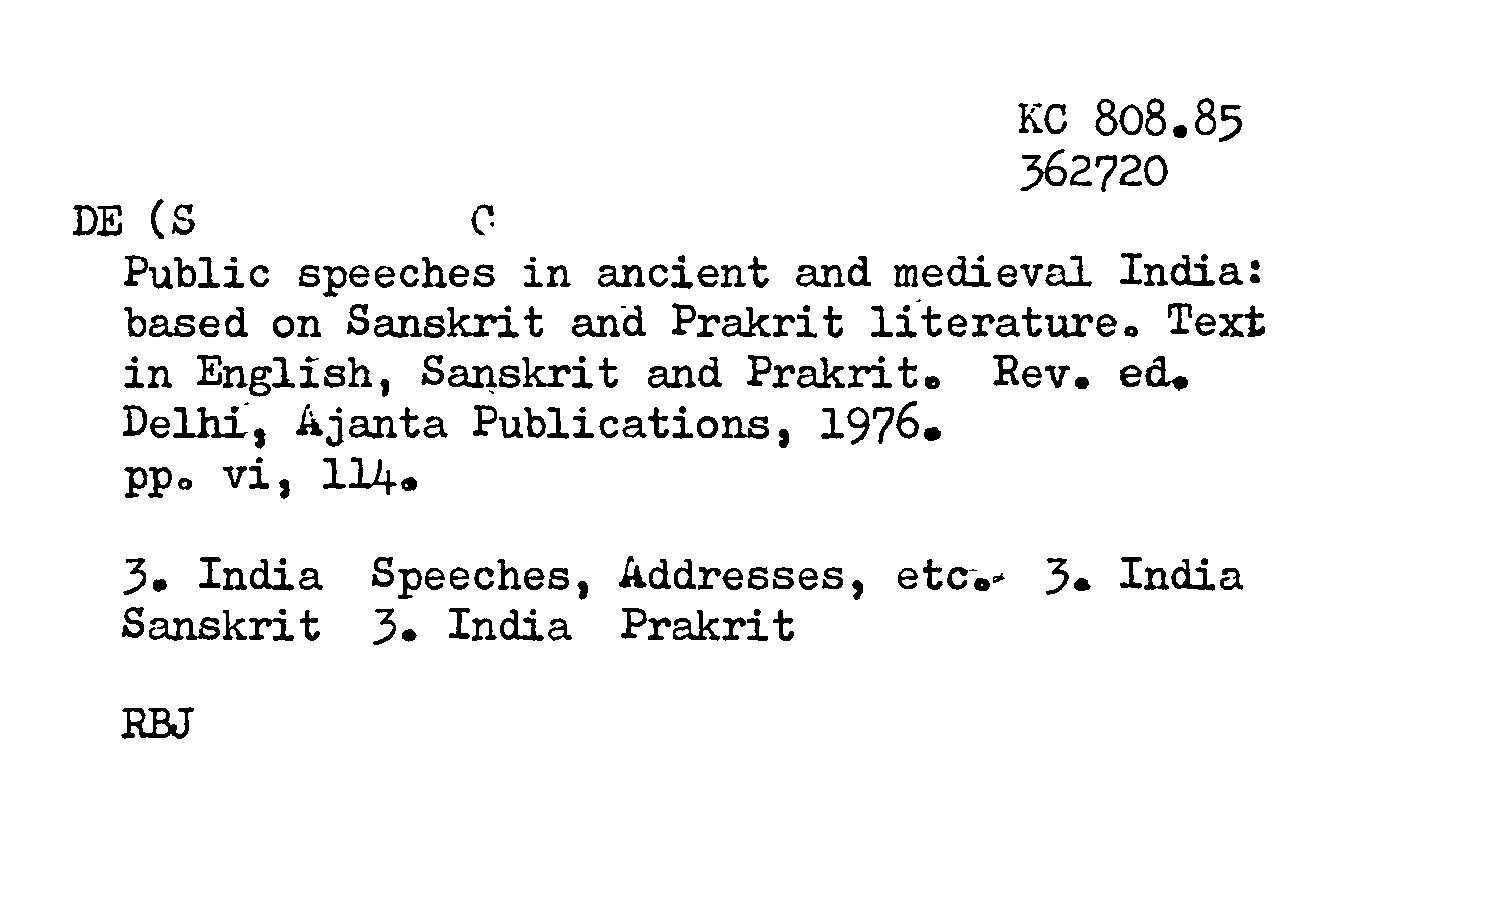 KC 808.85
362720
DE (S C
Public speeches in ancient and medieval India:
based on Sanskrit and Prakrit literature. Text
in English, Sanskrit and Prakrit. Rev. ed.
Delhi, Ajanta Publications, 1976.
pp. vi, 114.
3. India Speeches, Addresses, etc. 3. India
Sanskrit 3. India Prakrit
RBJ